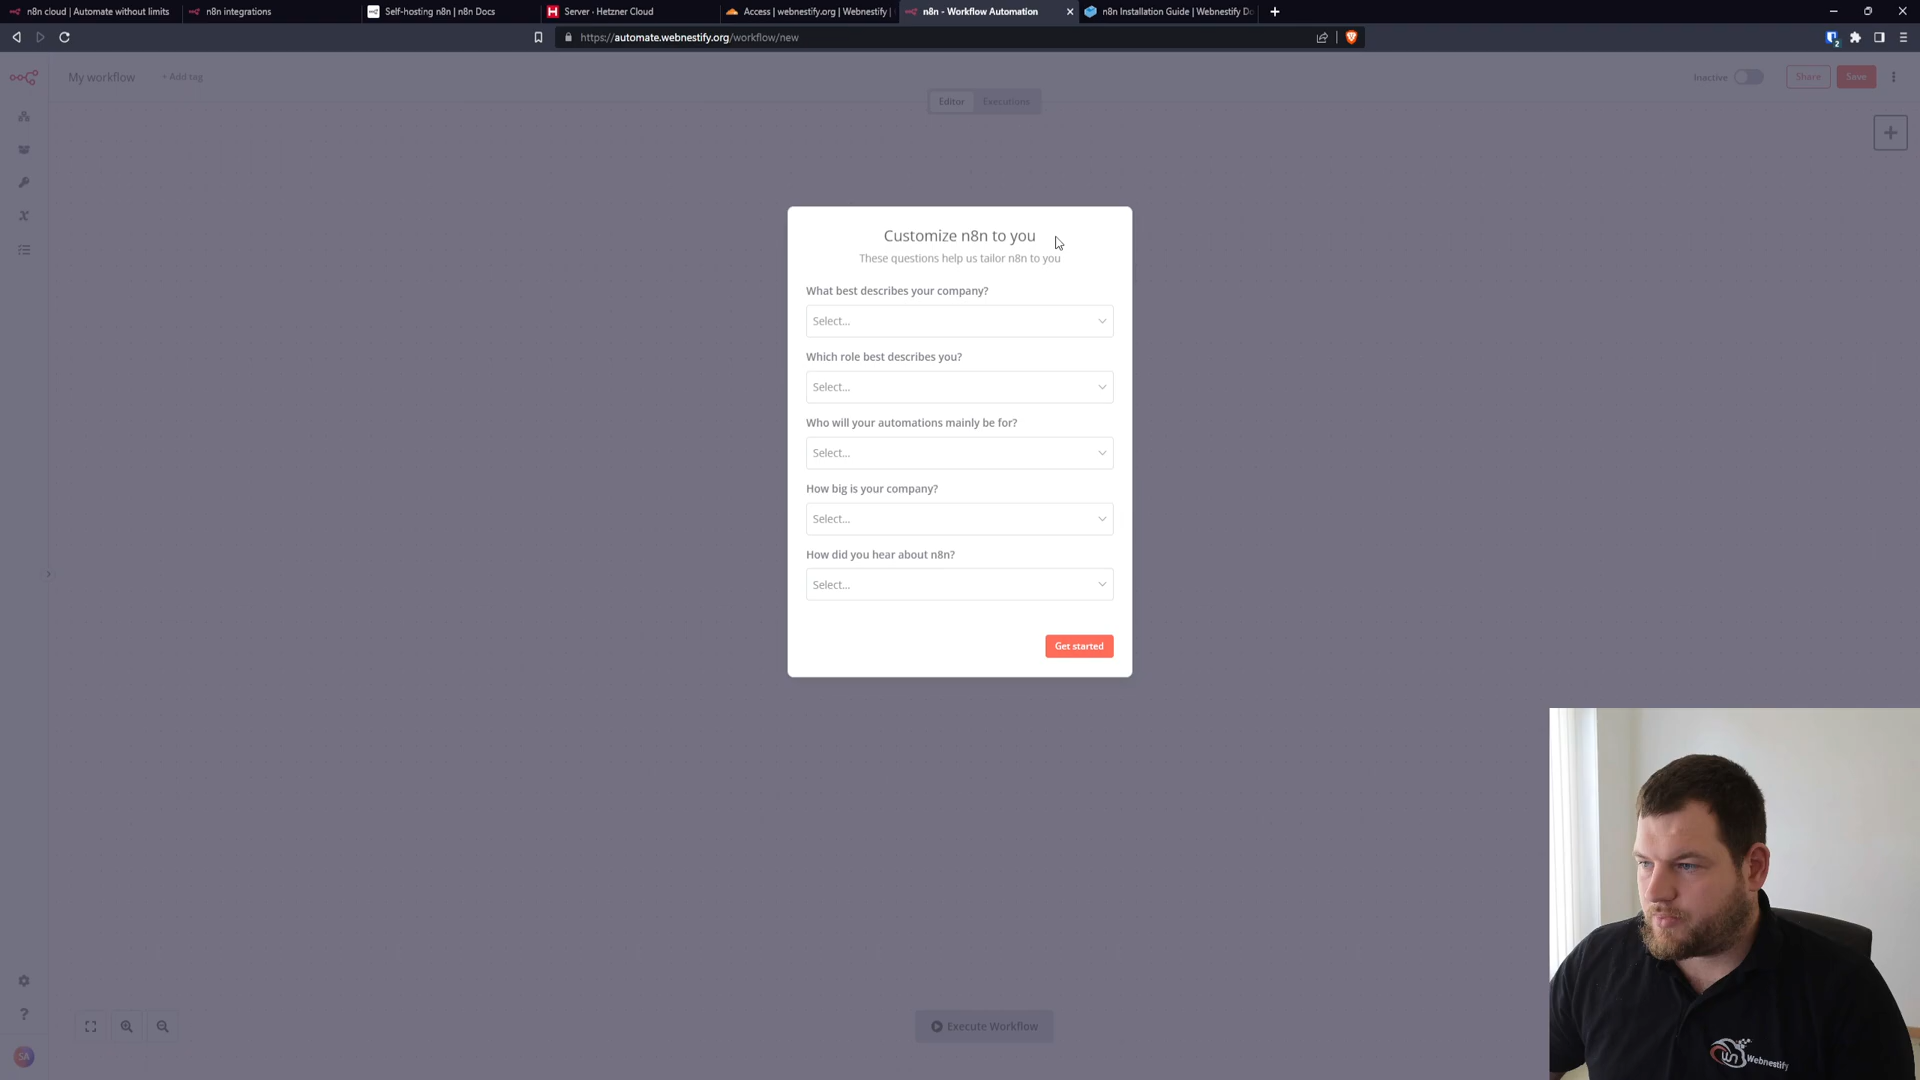 n8n cloud | Automate without limits
n8n integrations
Self-hosting n8n | n8n Docs
Server · Hetzner Cloud
Access | webnestify.org | Webnestify |
n8n - Workflow Automation
n8n Installation Guide | Webnestify Do
https://automate.webnestify.org/workflow/new
2
My workflow
+ Add tag
Inactive
Share
Save
Editor
Executions
Customize n8n to you
These questions help us tailor n8n to you
What best describes your company?
Select...
Which role best describes you?
Select...
Who will your automations mainly be for?
Select...
How big is your company?
Select...
How did you hear about n8n?
Select...
Get started
Execute Workflow
SA
Webnestify